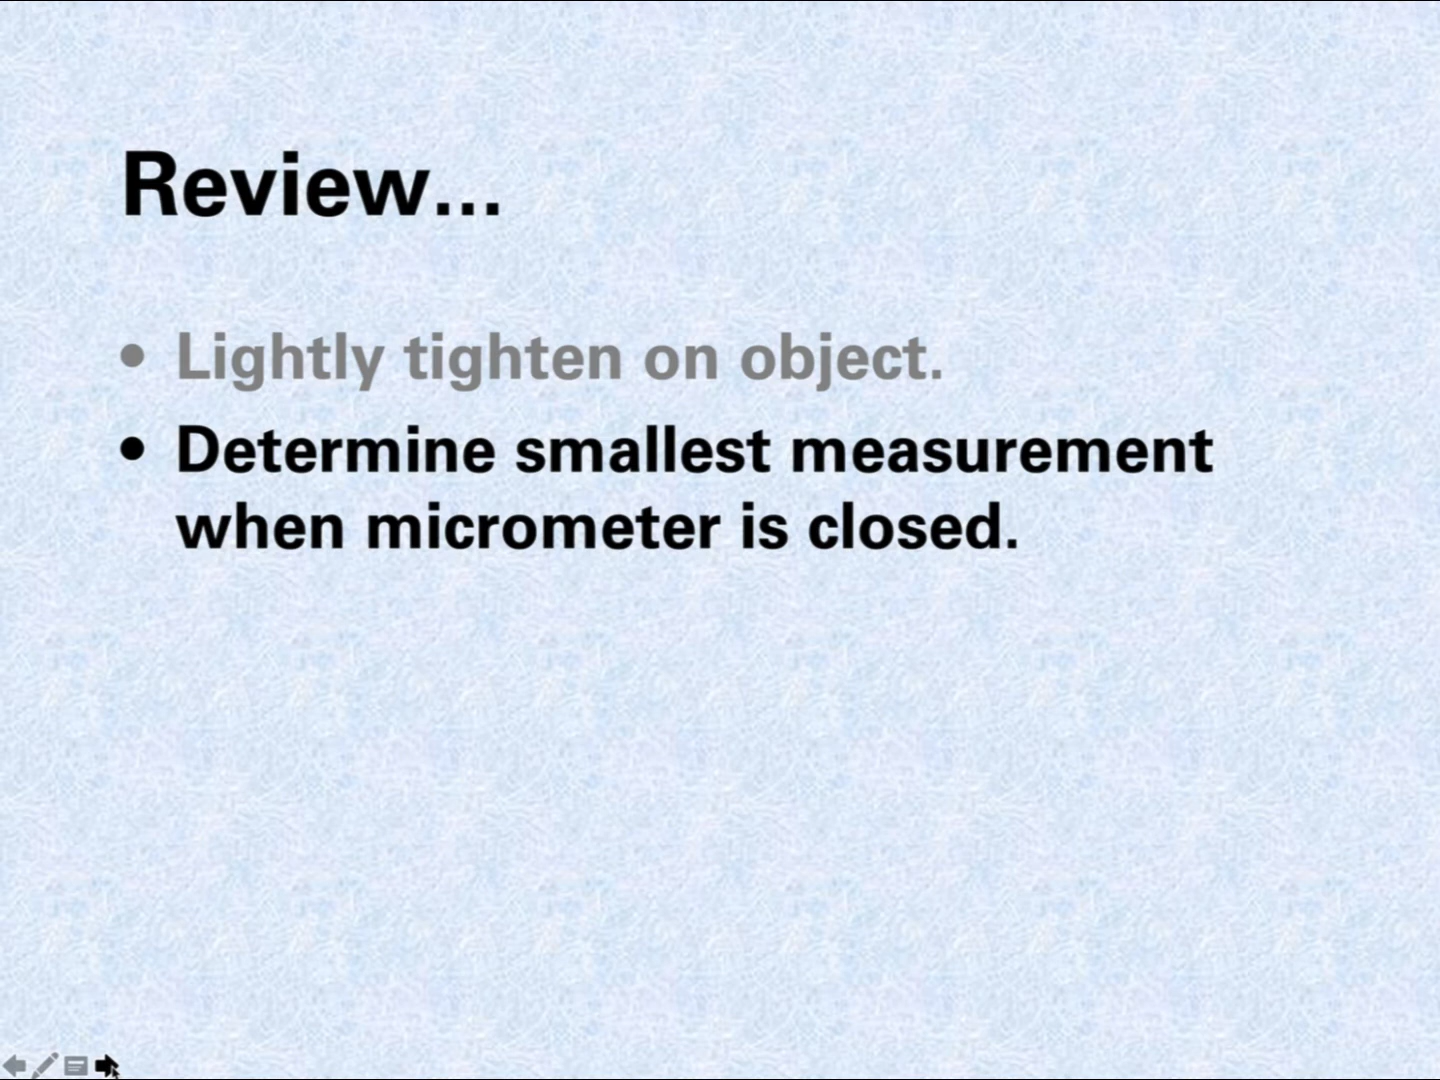 Review...
• Lightly tighten on object.
• Determine smallest measurement
when micrometer is closed.